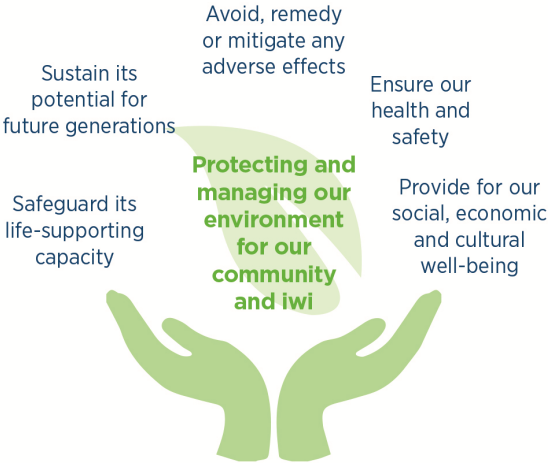 Avoid, remedy
or mitigate any
adverse effects
Sustain its
potential for
future generations
Ensure our
health and
safety
Safeguard its
life-supporting
capacity
Protecting and
managing our
environment
for our
community
and iwi
Provide for our
social, economic
and cultural
well-being